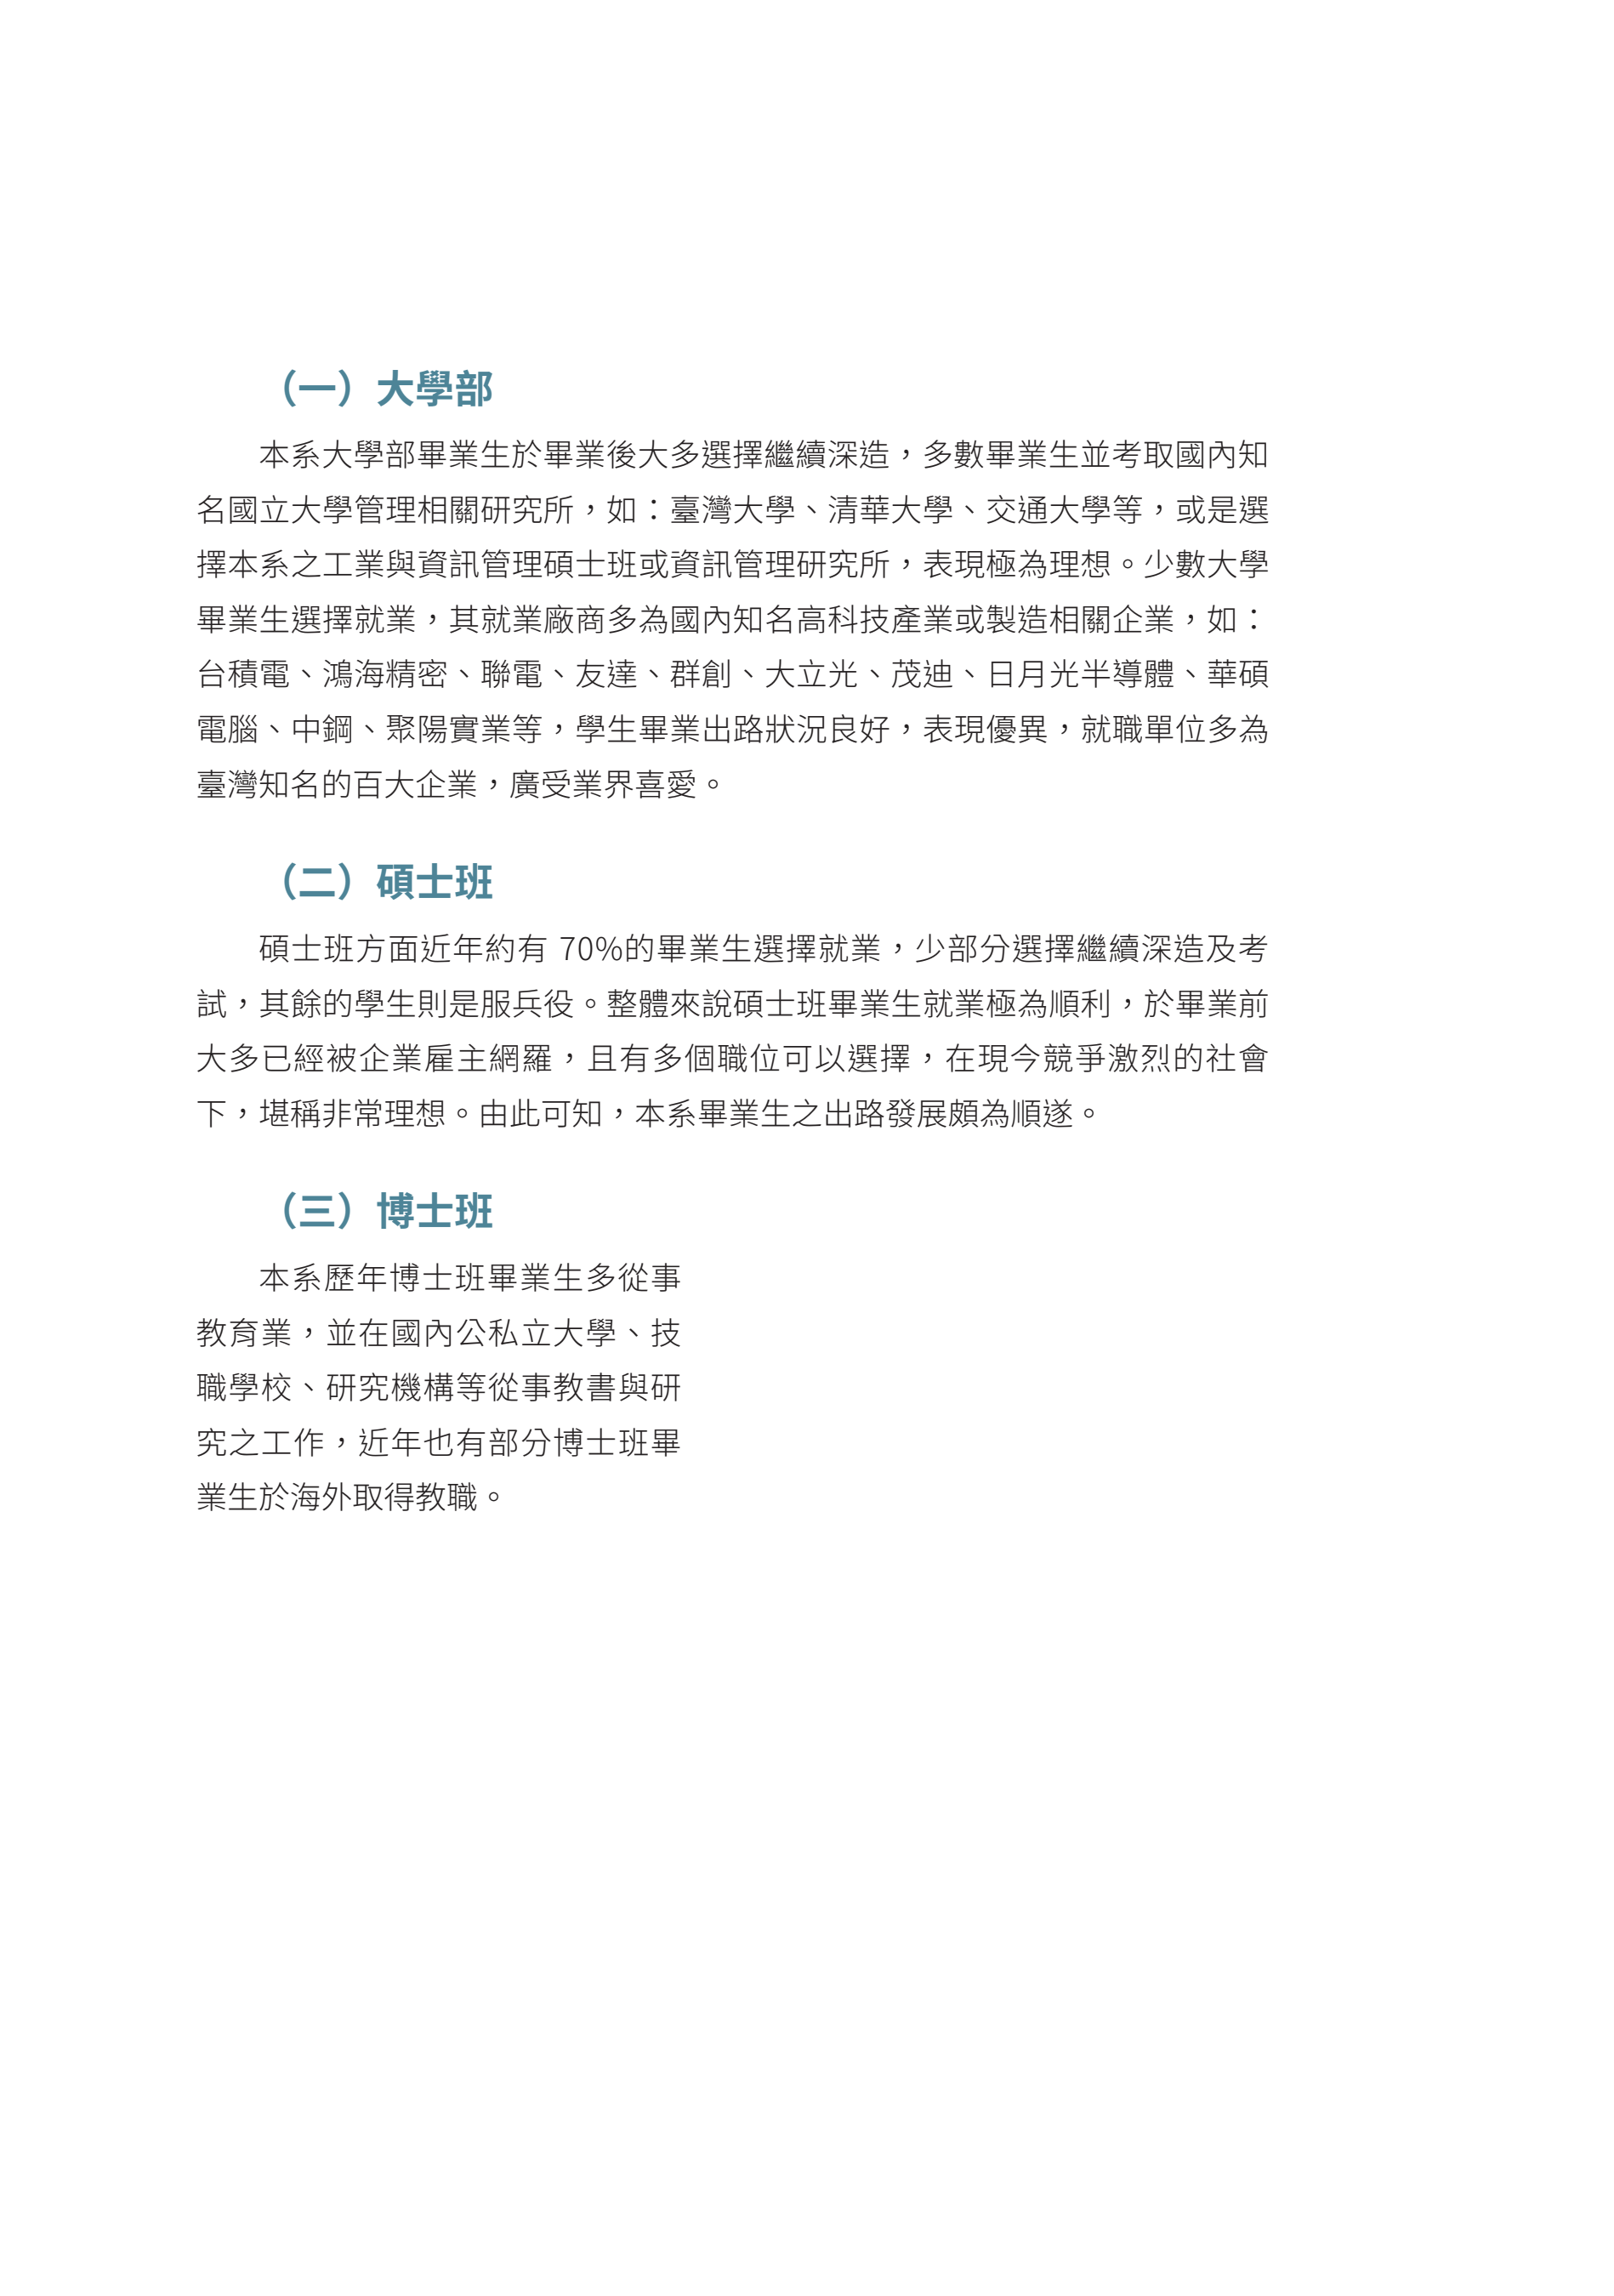 （一）大學部
本系大學部畢業生於畢業後大多選擇繼續深造，多數畢業生並考取國內知
名國立大學管理相關研究所，如：臺灣大學、清華大學、交通大學等，或是選
擇本系之工業與資訊管理碩士班或資訊管理研究所，表現極為理想。少數大學
畢業生選擇就業，其就業廠商多為國內知名高科技產業或製造相關企業，如：
台積電、鴻海精密、聯電、友達、群創、大立光、茂迪、日月光半導體、華碩
電腦、中鋼、聚陽實業等，學生畢業出路狀況良好，表現優異，就職單位多為
臺灣知名的百大企業，廣受業界喜愛。
（二）碩士班
碩士班方面近年約有 70%的畢業生選擇就業，少部分選擇繼續深造及考
試，其餘的學生則是服兵役。整體來說碩士班畢業生就業極為順利，於畢業前
大多已經被企業雇主網羅，且有多個職位可以選擇，在現今競爭激烈的社會
下，堪稱非常理想。由此可知，本系畢業生之出路發展頗為順遂。
（三）博士班
本系歷年博士班畢業生多從事
教育業，並在國內公私立大學、技
職學校、研究機構等從事教書與研
究之工作，近年也有部分博士班畢
業生於海外取得教職。